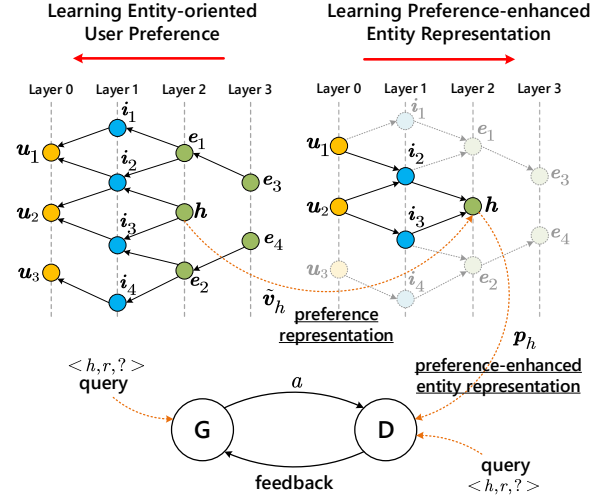 Learning Entity-oriented
User Preference
Learning Preference-enhanced
Entity Representation
Layer 0 Layer 1 Layer 2 Layer 3
Layer 0 Layer 1 Layer 2 Layer 3
i₁
u₁
e₁
i₂
e₃
u₂
h
i₃
e₄
u₃
e₂
i₄
i₁
u₁
e₁
i₂
e₃
u₂
h
i₃
e₄
u₃
e₂
i₄
ṽₕ
preference
representation
pₕ
preference-enhanced
entity representation
<h, r, ?>
query
a
G
D
feedback
query
<h, r, ?>